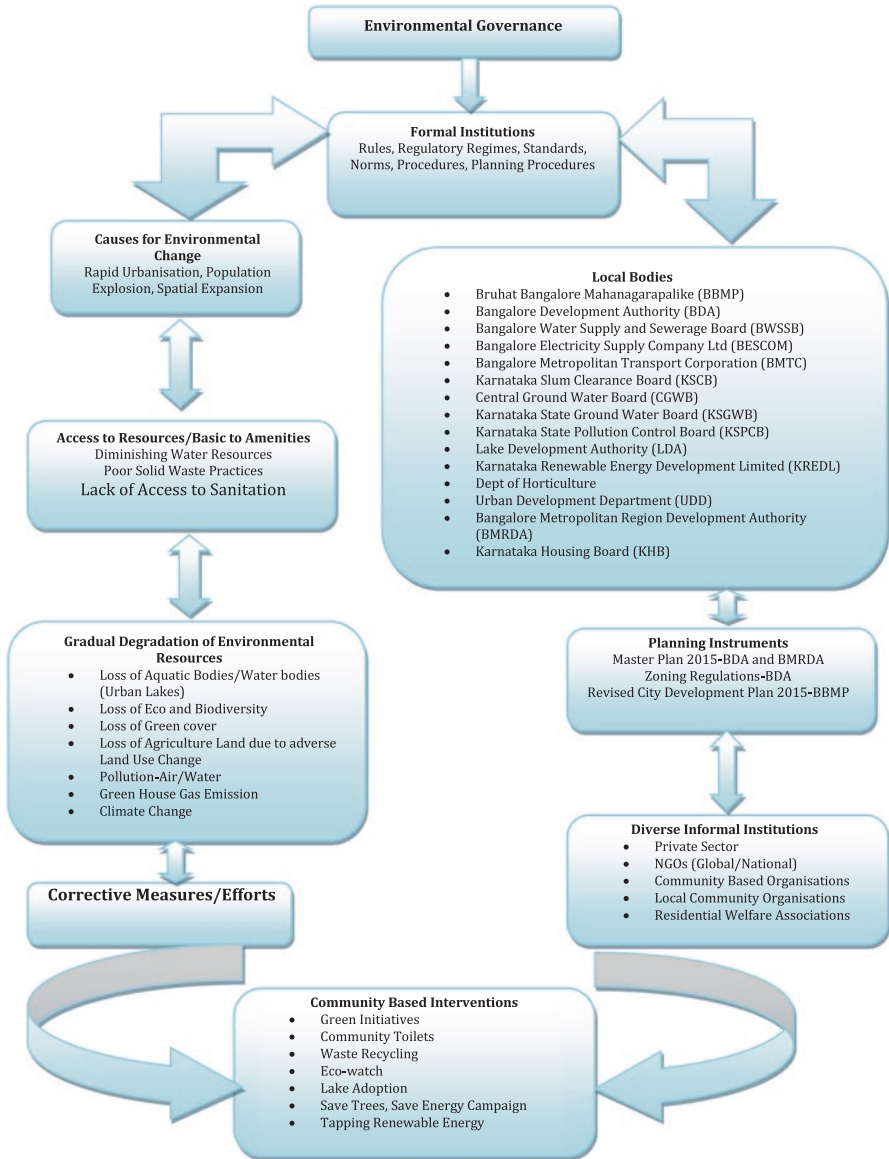 Environmental Governance
Formal Institutions
Rules, Regulatory Regimes, Standards,
Norms, Procedures, Planning Procedures
Causes for Environmental
Change
Rapid Urbanisation, Population
Explosion, Spatial Expansion
Access to Resources/Basic to Amenities
Diminishing Water Resources
Poor Solid Waste Practices
Lack of Access to Sanitation
Gradual Degradation of Environmental
Resources
• Loss of Aquatic Bodies/Water bodies
(Urban Lakes)
• Loss of Eco and Biodiversity
• Loss of Green cover
• Loss of Agriculture Land due to adverse
Land Use Change
• Pollution-Air/Water
• Green House Gas Emission
• Climate Change
Corrective Measures/Efforts
Local Bodies
• Bruhat Bangalore Mahanagarapalike (BBMP)
• Bangalore Development Authority (BDA)
• Bangalore Water Supply and Sewerage Board (BWSSB)
• Bangalore Electricity Supply Company Ltd (BESCOM)
• Bangalore Metropolitan Transport Corporation (BMTC)
• Karnataka Slum Clearance Board (KSCB)
• Central Ground Water Board (CGWB)
• Karnataka State Ground Water Board (KSGWB)
• Karnataka State Pollution Control Board (KSPCB)
• Lake Development Authority (LDA)
• Karnataka Renewable Energy Development Limited (KREDL)
• Dept of Horticulture
• Urban Development Department (UDD)
• Bangalore Metropolitan Region Development Authority
(BMRDA)
• Karnataka Housing Board (KHB)
Planning Instruments
Master Plan 2015-BDA and BMRDA
Zoning Regulations-BDA
Revised City Development Plan 2015-BBMP
Diverse Informal Institutions
• Private Sector
• NGOs (Global/National)
• Community Based Organisations
• Local Community Organisations
• Residential Welfare Associations
Community Based Interventions
• Green Initiatives
• Community Toilets
• Waste Recycling
• Eco-watch
• Lake Adoption
• Save Trees, Save Energy Campaign
• Tapping Renewable Energy